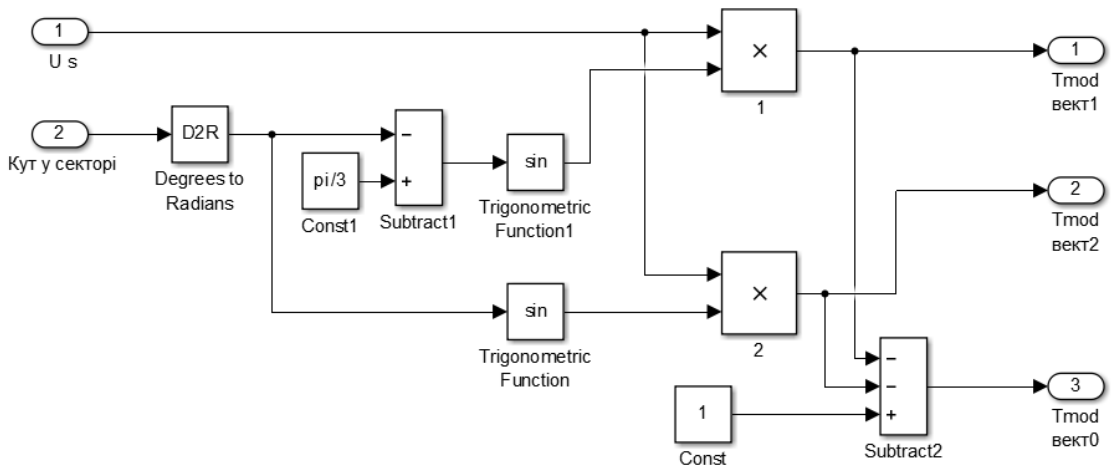 1
U s
×
1
1
Tmod
вект1
2
Кут у секторі
D2R
Degrees to
Radians
pi/3
Const1
−
+
Subtract1
sin
Trigonometric
Function1
2
Tmod
вект2
×
2
sin
Trigonometric
Function
1
Const
−
−
+
Subtract2
3
Tmod
вект0